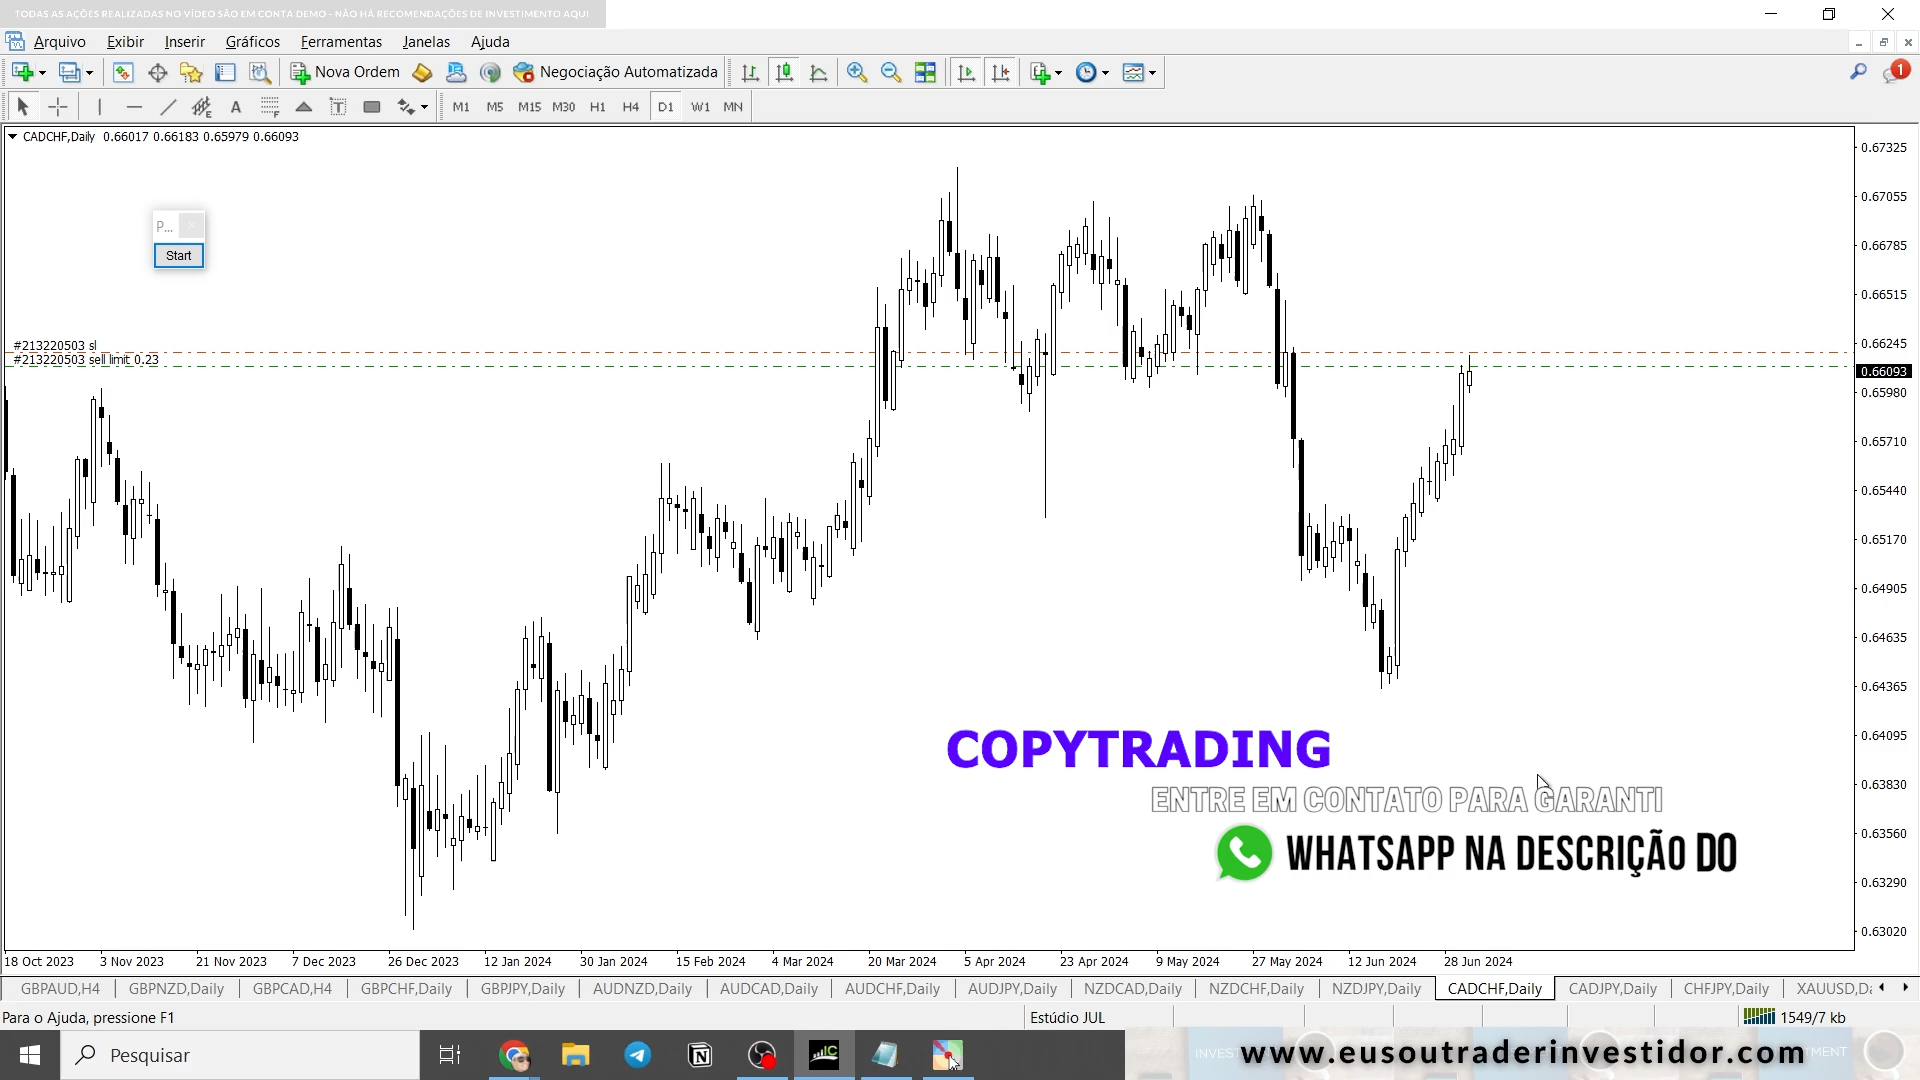 TODAS AS AÇÕES REALIZADAS NO VÍDEO SÃO EM CONTA DEMO - NÃO HÁ RECOMENDAÇÕES DE INVESTIMENTO AQUI
Arquivo Exibir Inserir Gráficos Ferramentas Janelas Ajuda
Nova Ordem Negociação Automatizada 1
A M1 M5 M15 M30 H1 H4 D1 W1 MN
CADCHF,Daily 0.66017 0.66183 0.65979 0.66093
0.67325
0.67055
P...
0.66785
Start
0.66515
#213220503 sl
0.66245
#213220503 sell limit 0.23
0.66093
0.65980
0.65710
0.65440
0.65170
0.64905
0.64635
0.64365
0.64095
COPYTRADING
0.63830
ENTRE EM CONTATO PARA GARANTI
0.63560
WHATSAPP NA DESCRIÇÃO DO
0.63290
0.63020
18 Oct 2023 3 Nov 2023 21 Nov 2023 7 Dec 2023 26 Dec 2023 12 Jan 2024 30 Jan 2024 15 Feb 2024 4 Mar 2024 20 Mar 2024 5 Apr 2024 23 Apr 2024 9 May 2024 27 May 2024 12 Jun 2024 28 Jun 2024
GBPAUD,H4 GBPNZD,Daily GBPCAD,H4 GBPCHF,Daily GBPJPY,Daily AUDNZD,Daily AUDCAD,Daily AUDCHF,Daily AUDJPY,Daily NZDCAD,Daily NZDCHF,Daily NZDJPY,Daily CADCHF,Daily CADJPY,Daily CHFJPY,Daily XAUUSD,Da
Para o Ajuda, pressione F1 Estúdio JUL 1549/7 kb
Pesquisar
www.eusoutraderinvestidor.com